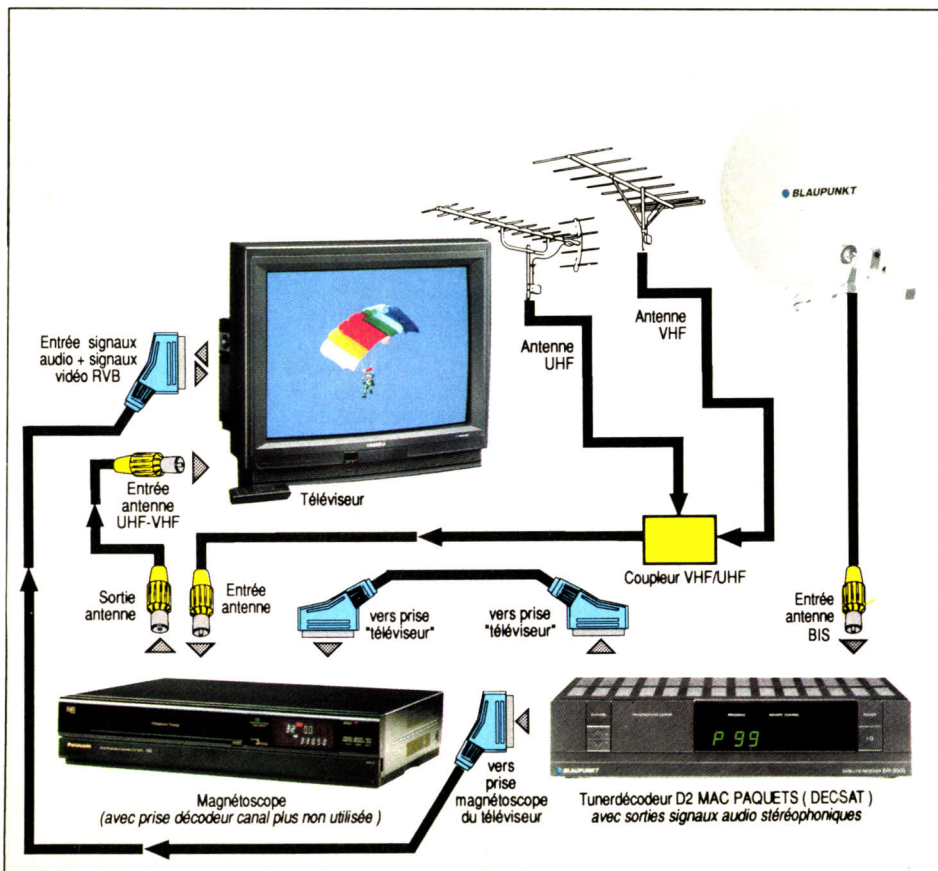 BLAUPUNKT
Antenne
VHF
Antenne
UHF
Entrée signaux
audio + signaux
vidéo RVB
Téléviseur
Entrée
antenne
UHF-VHF
Sortie
antenne
Entrée
antenne
Coupleur VHF/UHF
vers prise
"téléviseur"
vers prise
"téléviseur"
Entrée
antenne
BIS
Panasonic
P 99
BLAUPUNKT
vers
prise
magnétoscope
du téléviseur
Magnétoscope
(avec prise décodeur canal plus non utilisée )
Tunerdécodeur D2 MAC PAQUETS ( DECSAT )
avec sorties signaux audio stéréophoniques